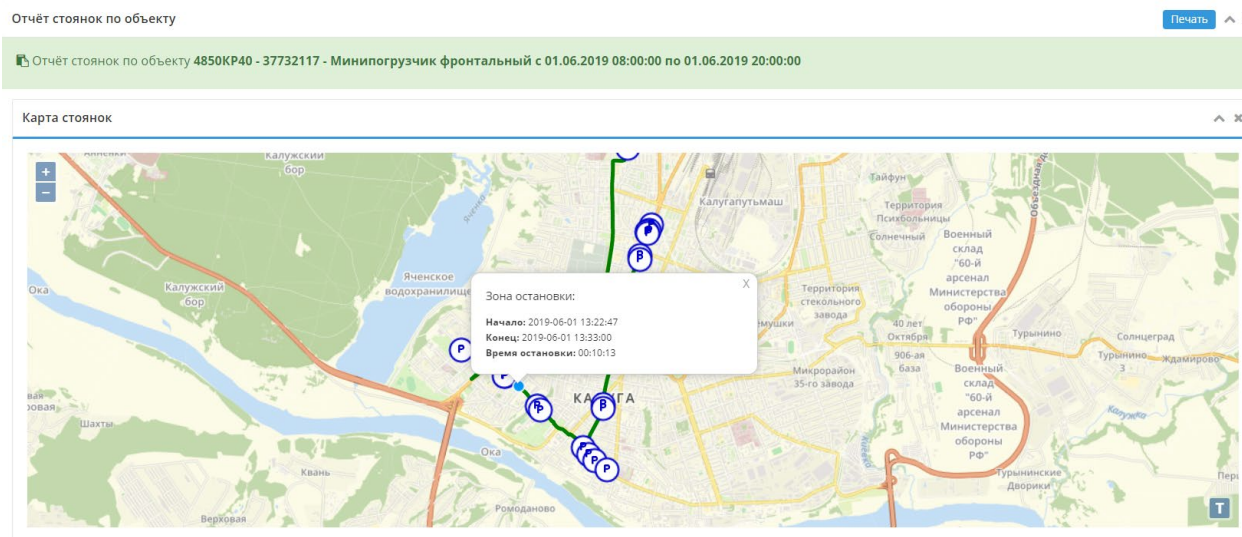 Отчёт стоянок по объекту
Печать
Отчёт стоянок по объекту 4850КР40 - 37732117 - Минипогрузчик фронтальный с 01.06.2019 08:00:00 по 01.06.2019 20:00:00
Карта стоянок
+
−
Калужский
бор
Яченка
Калугапутьмаш
Тайфун
Территория
Психбольницы
Солнечный
Объездная
Военный
склад
"60-й
арсенал
Министерства
обороны
РФ"
Ока
Калужский
бор
Яченское
водохранилище
X
Зона остановки:
Начало: 2019-06-01 13:22:47
Конец: 2019-06-01 13:33:00
Время остановки: 00:10:13
Территория
стекольного
завода
40 лет
Октября
906-ая
база
Турынино
Солнцеград
Турынино
3
Ждамирово
Микрорайон
35-го завода
Военный
склад
"60-й
арсенал
Министерства
обороны
РФ"
P
P
P
P
P
P
P
P
P
Шахты
Ока
Калужка
Киёвка
Квань
Турынинские
Дворики
Верховая
Ромоданово
T